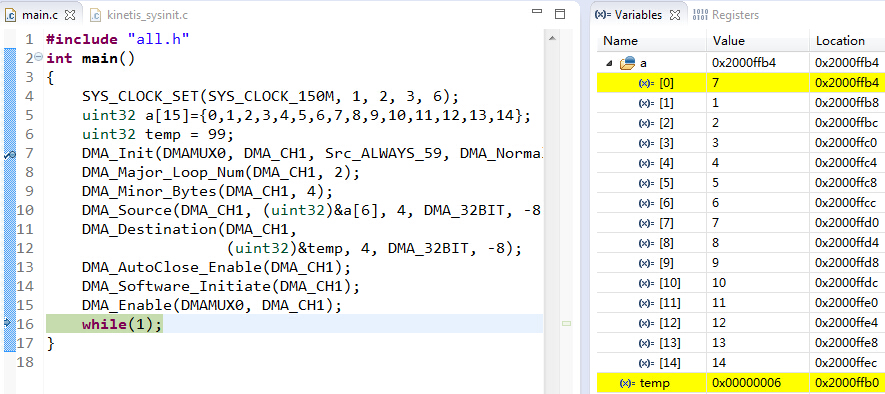 main.c
kinetis_sysinit.c
1 #include "all.h"
2 int main()
3 {
4 SYS_CLOCK_SET(SYS_CLOCK_150M, 1, 2, 3, 6);
5 uint32 a[15]={0,1,2,3,4,5,6,7,8,9,10,11,12,13,14};
6 uint32 temp = 99;
7 DMA_Init(DMAMUX0, DMA_CH1, Src_ALWAYS_59, DMA_Norma
8 DMA_Major_Loop_Num(DMA_CH1, 2);
9 DMA_Minor_Bytes(DMA_CH1, 4);
10 DMA_Source(DMA_CH1, (uint32)&a[6], 4, DMA_32BIT, -8
11 DMA_Destination(DMA_CH1,
12 (uint32)&temp, 4, DMA_32BIT, -8);
13 DMA_AutoClose_Enable(DMA_CH1);
14 DMA_Software_Initiate(DMA_CH1);
15 DMA_Enable(DMAMUX0, DMA_CH1);
16 while(1);
17 }
18
(x)= Variables
1010 0101 Registers
Name Value Location
a 0x2000ffb4 0x2000ffb4
(x)= [0] 7 0x2000ffb4
(x)= [1] 1 0x2000ffb8
(x)= [2] 2 0x2000ffbc
(x)= [3] 3 0x2000ffc0
(x)= [4] 4 0x2000ffc4
(x)= [5] 5 0x2000ffc8
(x)= [6] 6 0x2000ffcc
(x)= [7] 7 0x2000ffd0
(x)= [8] 8 0x2000ffd4
(x)= [9] 9 0x2000ffd8
(x)= [10] 10 0x2000ffdc
(x)= [11] 11 0x2000ffe0
(x)= [12] 12 0x2000ffe4
(x)= [13] 13 0x2000ffe8
(x)= [14] 14 0x2000ffec
(x)= temp 0x00000006 0x2000ffb0